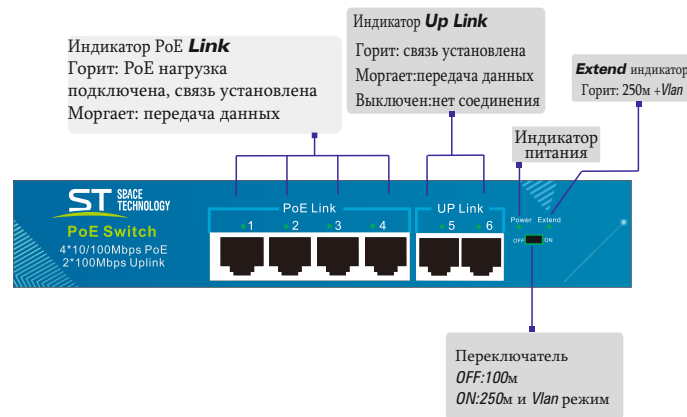 Индикатор PoE Link
Горит: PoE нагрузка
подключена, связь установлена
Моргает: передача данных
Индикатор Up Link
Горит: связь установлена
Моргает:передача данных
Выключен:нет соединения
Extend индикатор
Горит: 250м +Vlan
Индикатор
питания
ST SPACE
TECHNOLOGY
PoE Switch
4*10/100Mbps PoE
2*100Mbps Uplink
PoE Link
1 2 3 4
UP Link
5 6
Power Extend
OFF ON
Переключатель
OFF:100м
ON:250м и Vlan режим